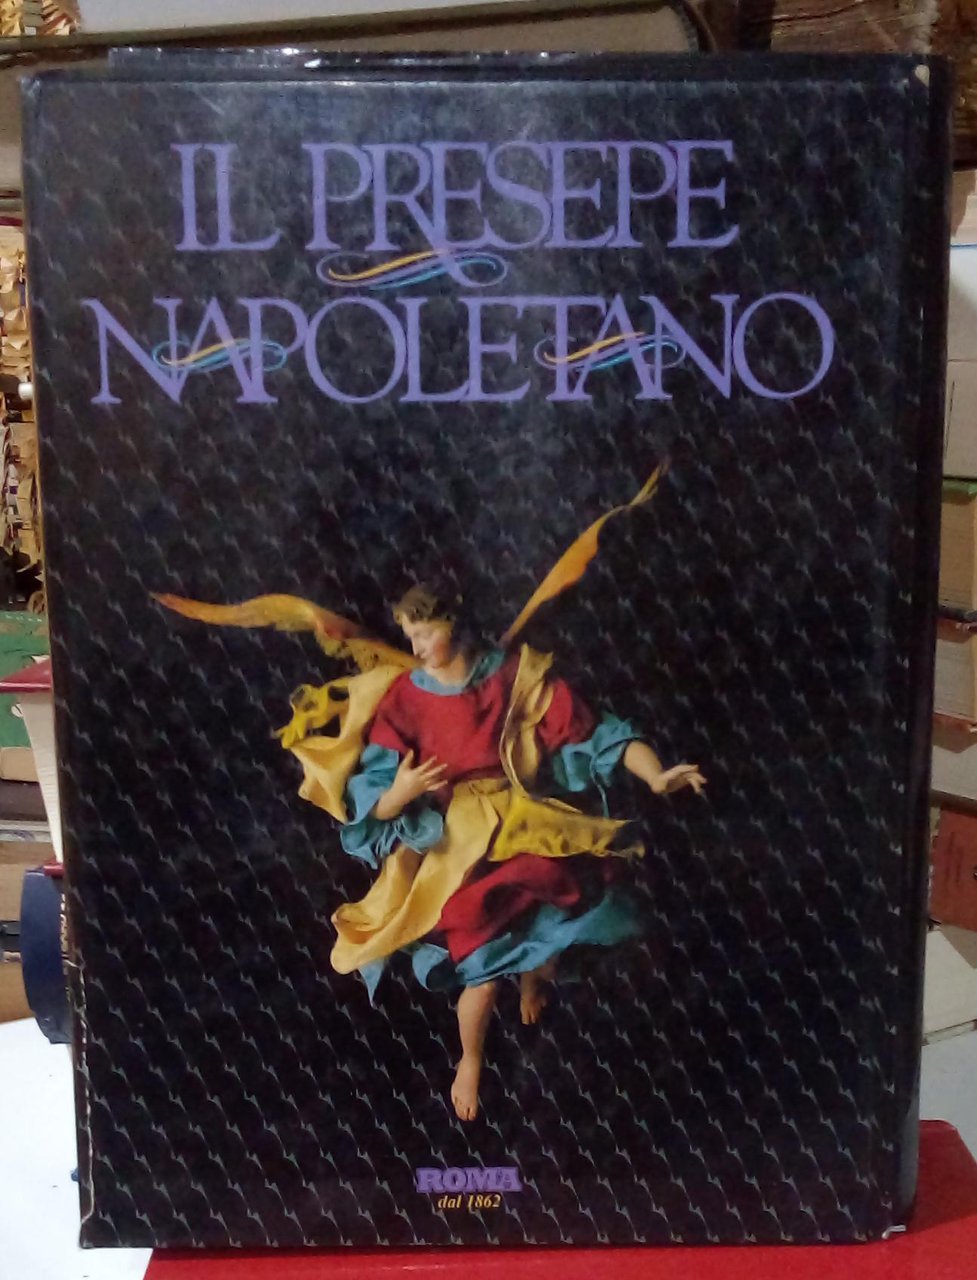 IL PRESEPE
NAPOLETANO
ROMA
dal 1862